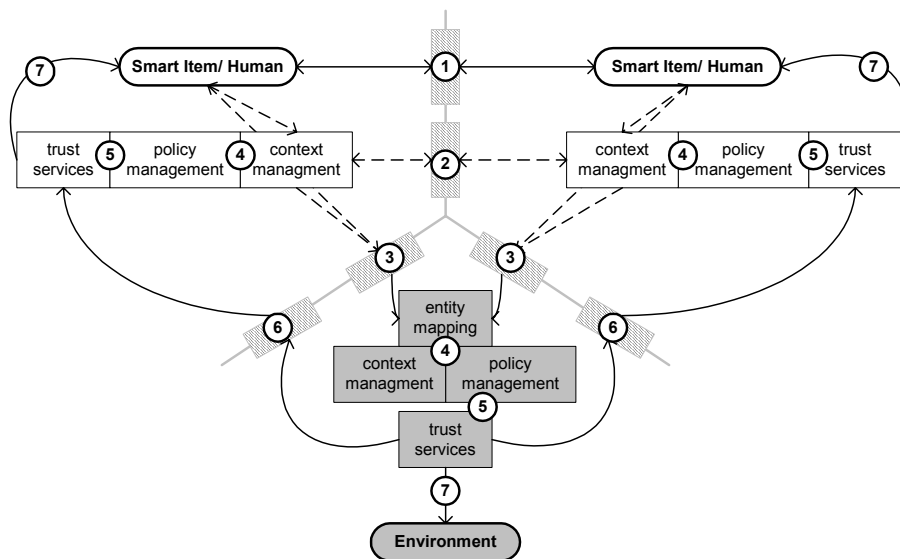 7
Smart Item/ Human
1
Smart Item/ Human
7
trust
services
5
policy
management
4
context
managment
2
context
managment
4
policy
management
5
trust
services
3
3
entity
mapping
6
6
4
context
managment
policy
management
5
trust
services
7
Environment